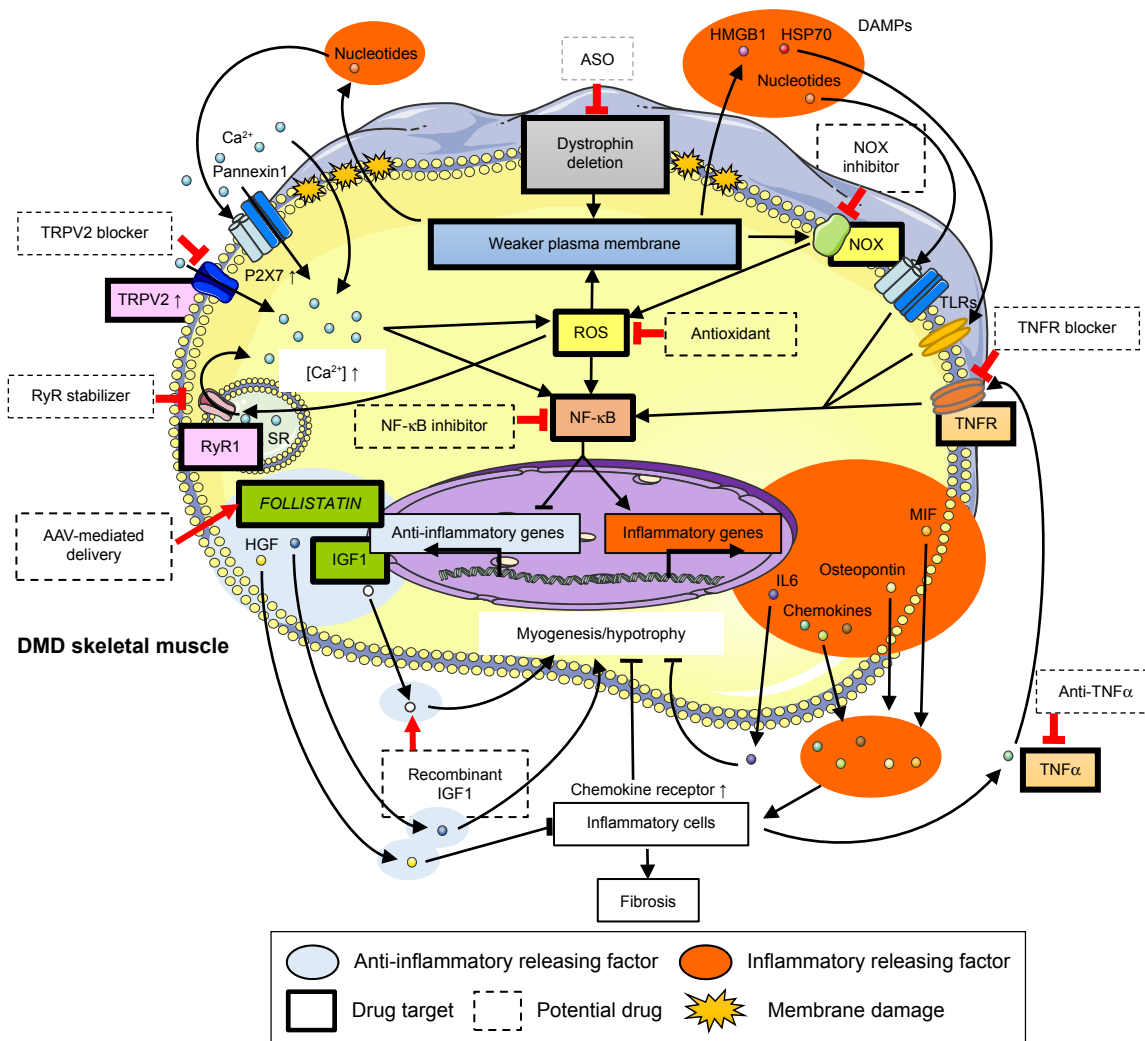 Nucleotides
HMGB1
HSP70
DAMPs
Nucleotides
ASO
Dystrophin
deletion
NOX
inhibitor
Ca²⁺
Pannexin1
TRPV2 blocker
P2X7 ↑
TRPV2 ↑
Weaker plasma membrane
NOX
TLRs
ROS
Antioxidant
TNFR blocker
[Ca²⁺] ↑
RyR stabilizer
NF-κB inhibitor
NF-κB
TNFR
RyR1
SR
AAV-mediated
delivery
FOLLISTATIN
HGF
IGF1
Anti-inflammatory genes
Inflammatory genes
MIF
IL6
Osteopontin
Chemokines
DMD skeletal muscle
Myogenesis/hypotrophy
Anti-TNFα
TNFα
Recombinant
IGF1
Chemokine receptor ↑
Inflammatory cells
Fibrosis
Anti-inflammatory releasing factor
Inflammatory releasing factor
Drug target
Potential drug
Membrane damage